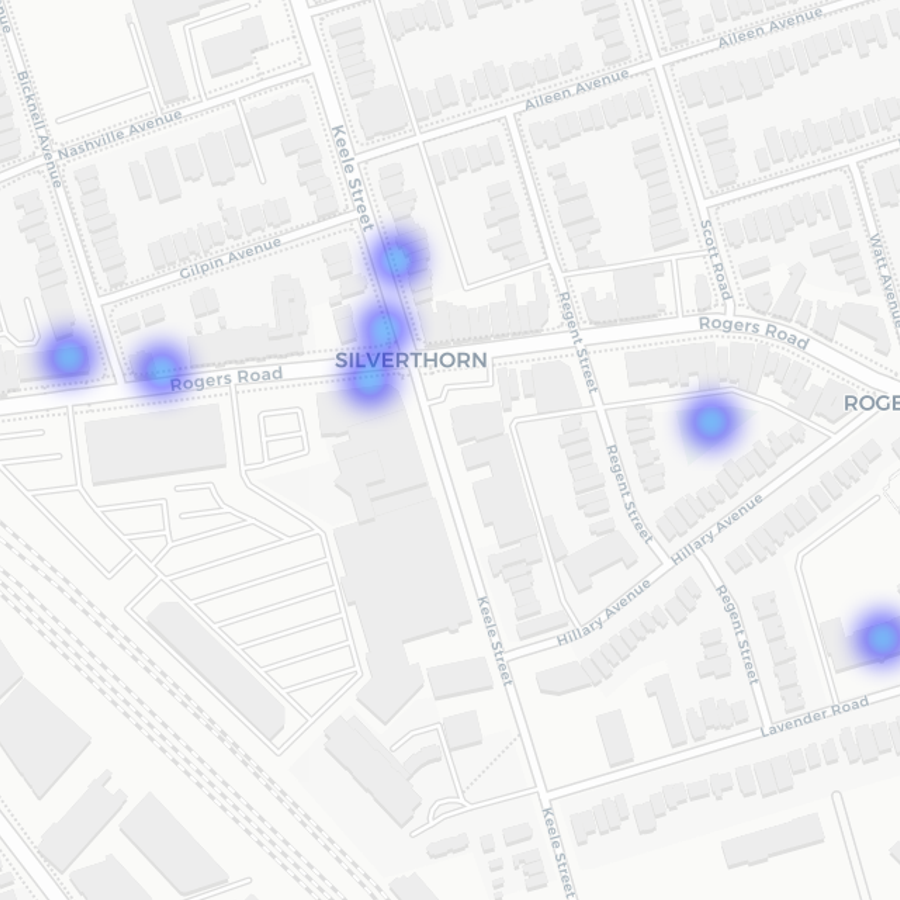 Aileen Avenue
Aileen Avenue
Bicknell Avenue
Nashville Avenue
Keele Street
Gilpin Avenue
Scott Road
Watt Avenue
Regent Street
Rogers Road
SILVERTHORN
Rogers Road
ROGE
Regent Street
Hillary Avenue
Hillary Avenue
Keele Street
Regent Street
Lavender Road
Keele Street